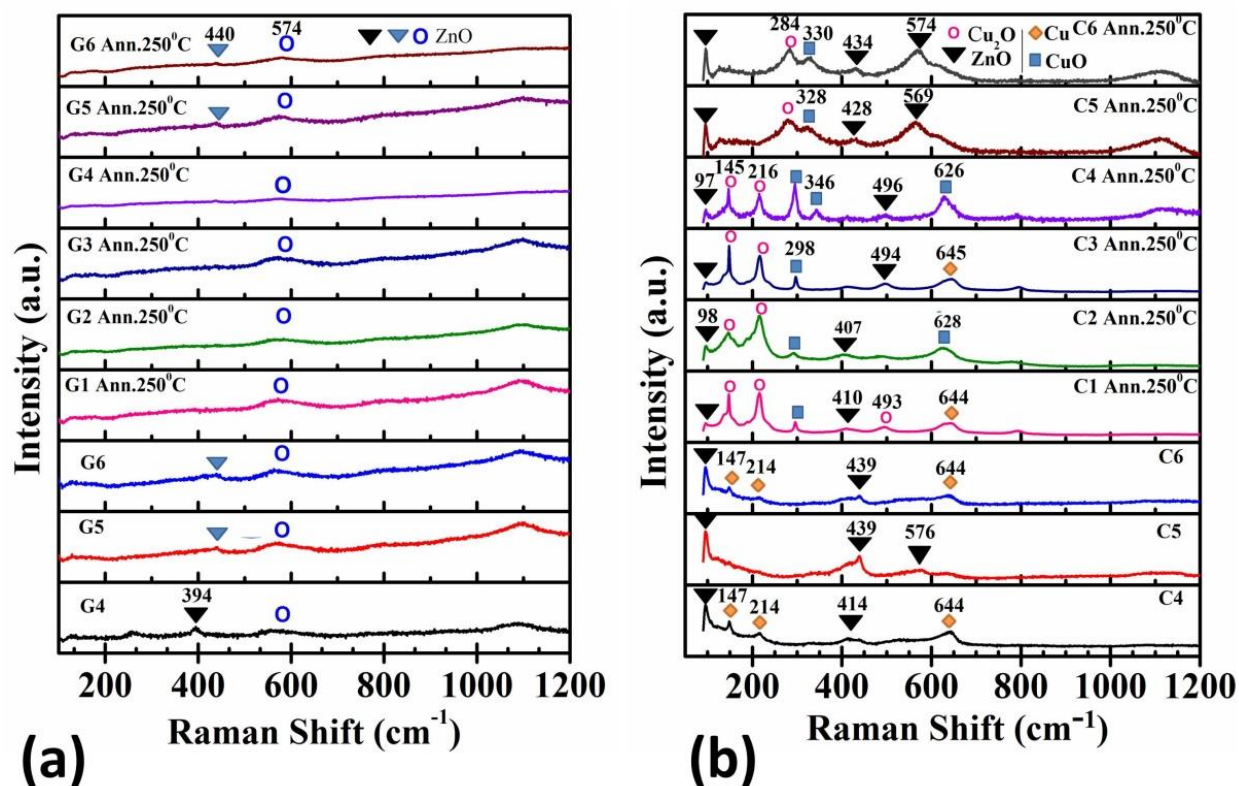 440 574 ZnO
G6 Ann.250⁰C
G5 Ann.250⁰C
G4 Ann.250⁰C
G3 Ann.250⁰C
G2 Ann.250⁰C
G1 Ann.250⁰C
G6
G5
394
G4
Intensity (a.u.)
200 400 600 800 1000 1200
Raman Shift (cm⁻¹)
(a)
284 330 434 574 Cu₂O Cu C6 Ann.250⁰C
ZnO CuO
328 428 569 C5 Ann.250⁰C
97 145 216 346 496 626 C4 Ann.250⁰C
298 494 645 C3 Ann.250⁰C
98 407 628 C2 Ann.250⁰C
410 493 644 C1 Ann.250⁰C
147 214 439 644 C6
439 576 C5
147 214 414 644 C4
Intensity (a.u.)
200 400 600 800 1000 1200
Raman Shift (cm⁻¹)
(b)